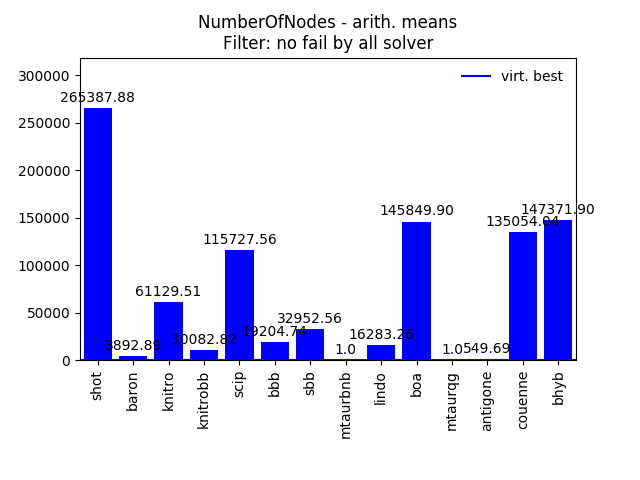 NumberOfNodes - arith. means
Filter: no fail by all solver
virt. best
300000
250000
200000
150000
100000
50000
0
265387.88
3892.89
61129.51
10082.82
115727.56
19204.74
32952.56
1.0
16283.26
145849.90
1.0
549.69
135054.04
147371.90
shot
baron
knitro
knitrobb
scip
bbb
sbb
mtaurbnb
lindo
boa
mtaurqg
antigone
couenne
bhyb